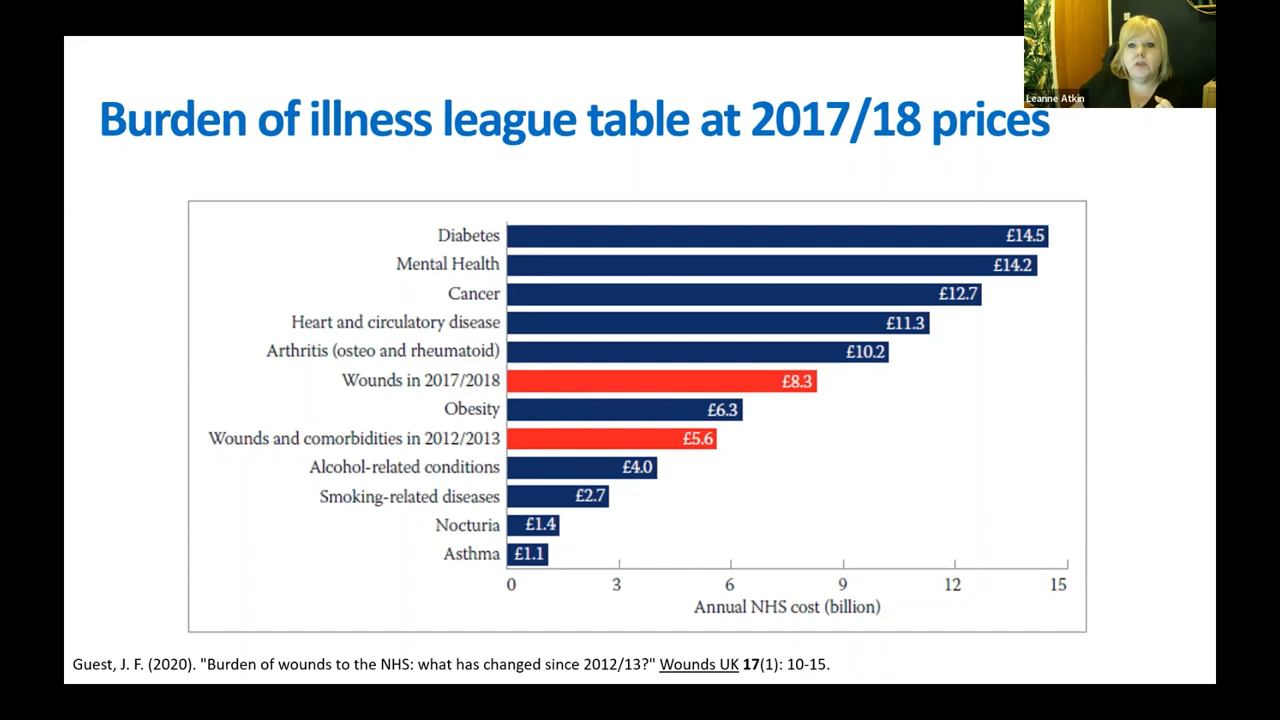 Leanne Atkin
Burden of illness league table at 2017/18 prices
Diabetes £14.5
Mental Health £14.2
Cancer £12.7
Heart and circulatory disease £11.3
Arthritis (osteo and rheumatoid) £10.2
Wounds in 2017/2018 £8.3
Obesity £6.3
Wounds and comorbidities in 2012/2013 £5.6
Alcohol-related conditions £4.0
Smoking-related diseases £2.7
Nocturia £1.4
Asthma £1.1
0 3 6 9 12 15
Annual NHS cost (billion)
Guest, J. F. (2020). "Burden of wounds to the NHS: what has changed since 2012/13?" Wounds UK 17(1): 10-15.